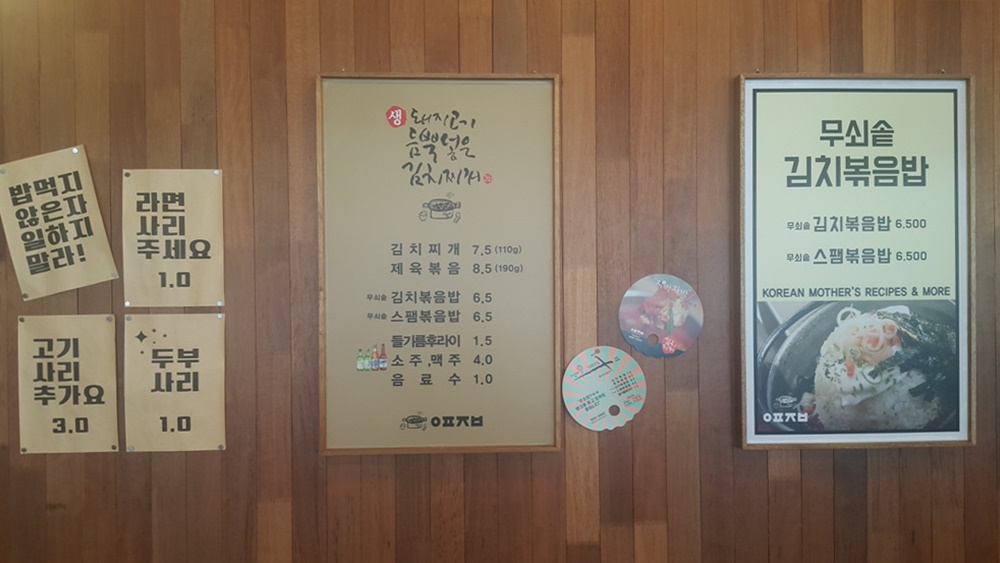 밥먹지
않은자
일하지
말라!
라면
사리
주세요
1.0
고기
사리
추가요
3.0
두부
사리
1.0
생 돼지고기
듬뿍넣은
김치찌개
김치찌개 7.5 (110g)
제육볶음 8.5 (190g)
무쇠솥 김치볶음밥 6.5
무쇠솥 스팸볶음밥 6.5
들기름후라이 1.5
소주,맥주 4.0
음료수 1.0
ㅇㅍㅈㅂ
무쇠솥
김치볶음밥
무쇠솥 김치볶음밥 6,500
무쇠솥 스팸볶음밥 6,500
KOREAN MOTHER'S RECIPES & MORE
ㅇㅍㅈㅂ